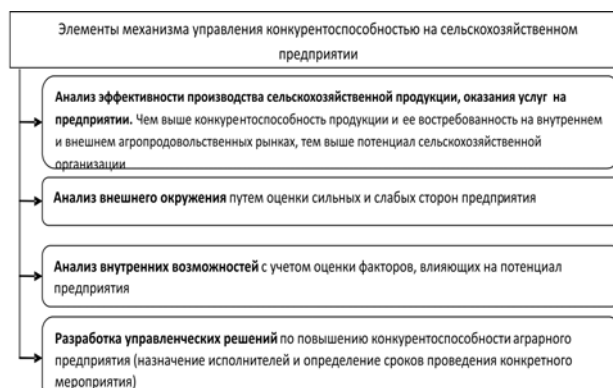 Элементы механизма управления конкурентоспособностью на сельскохозяйственном
предприятии
Анализ эффективности производства сельскохозяйственной продукции, оказания услуг на
предприятии. Чем выше конкурентоспособность продукции и ее востребованность на внутреннем
и внешнем агропродовольственных рынках, тем выше потенциал сельскохозяйственной
организации
Анализ внешнего окружения путем оценки сильных и слабых сторон предприятия
Анализ внутренних возможностей с учетом оценки факторов, влияющих на потенциал
предприятия
Разработка управленческих решений по повышению конкурентоспособности аграрного
предприятия (назначение исполнителей и определение сроков проведения конкретного
мероприятия)